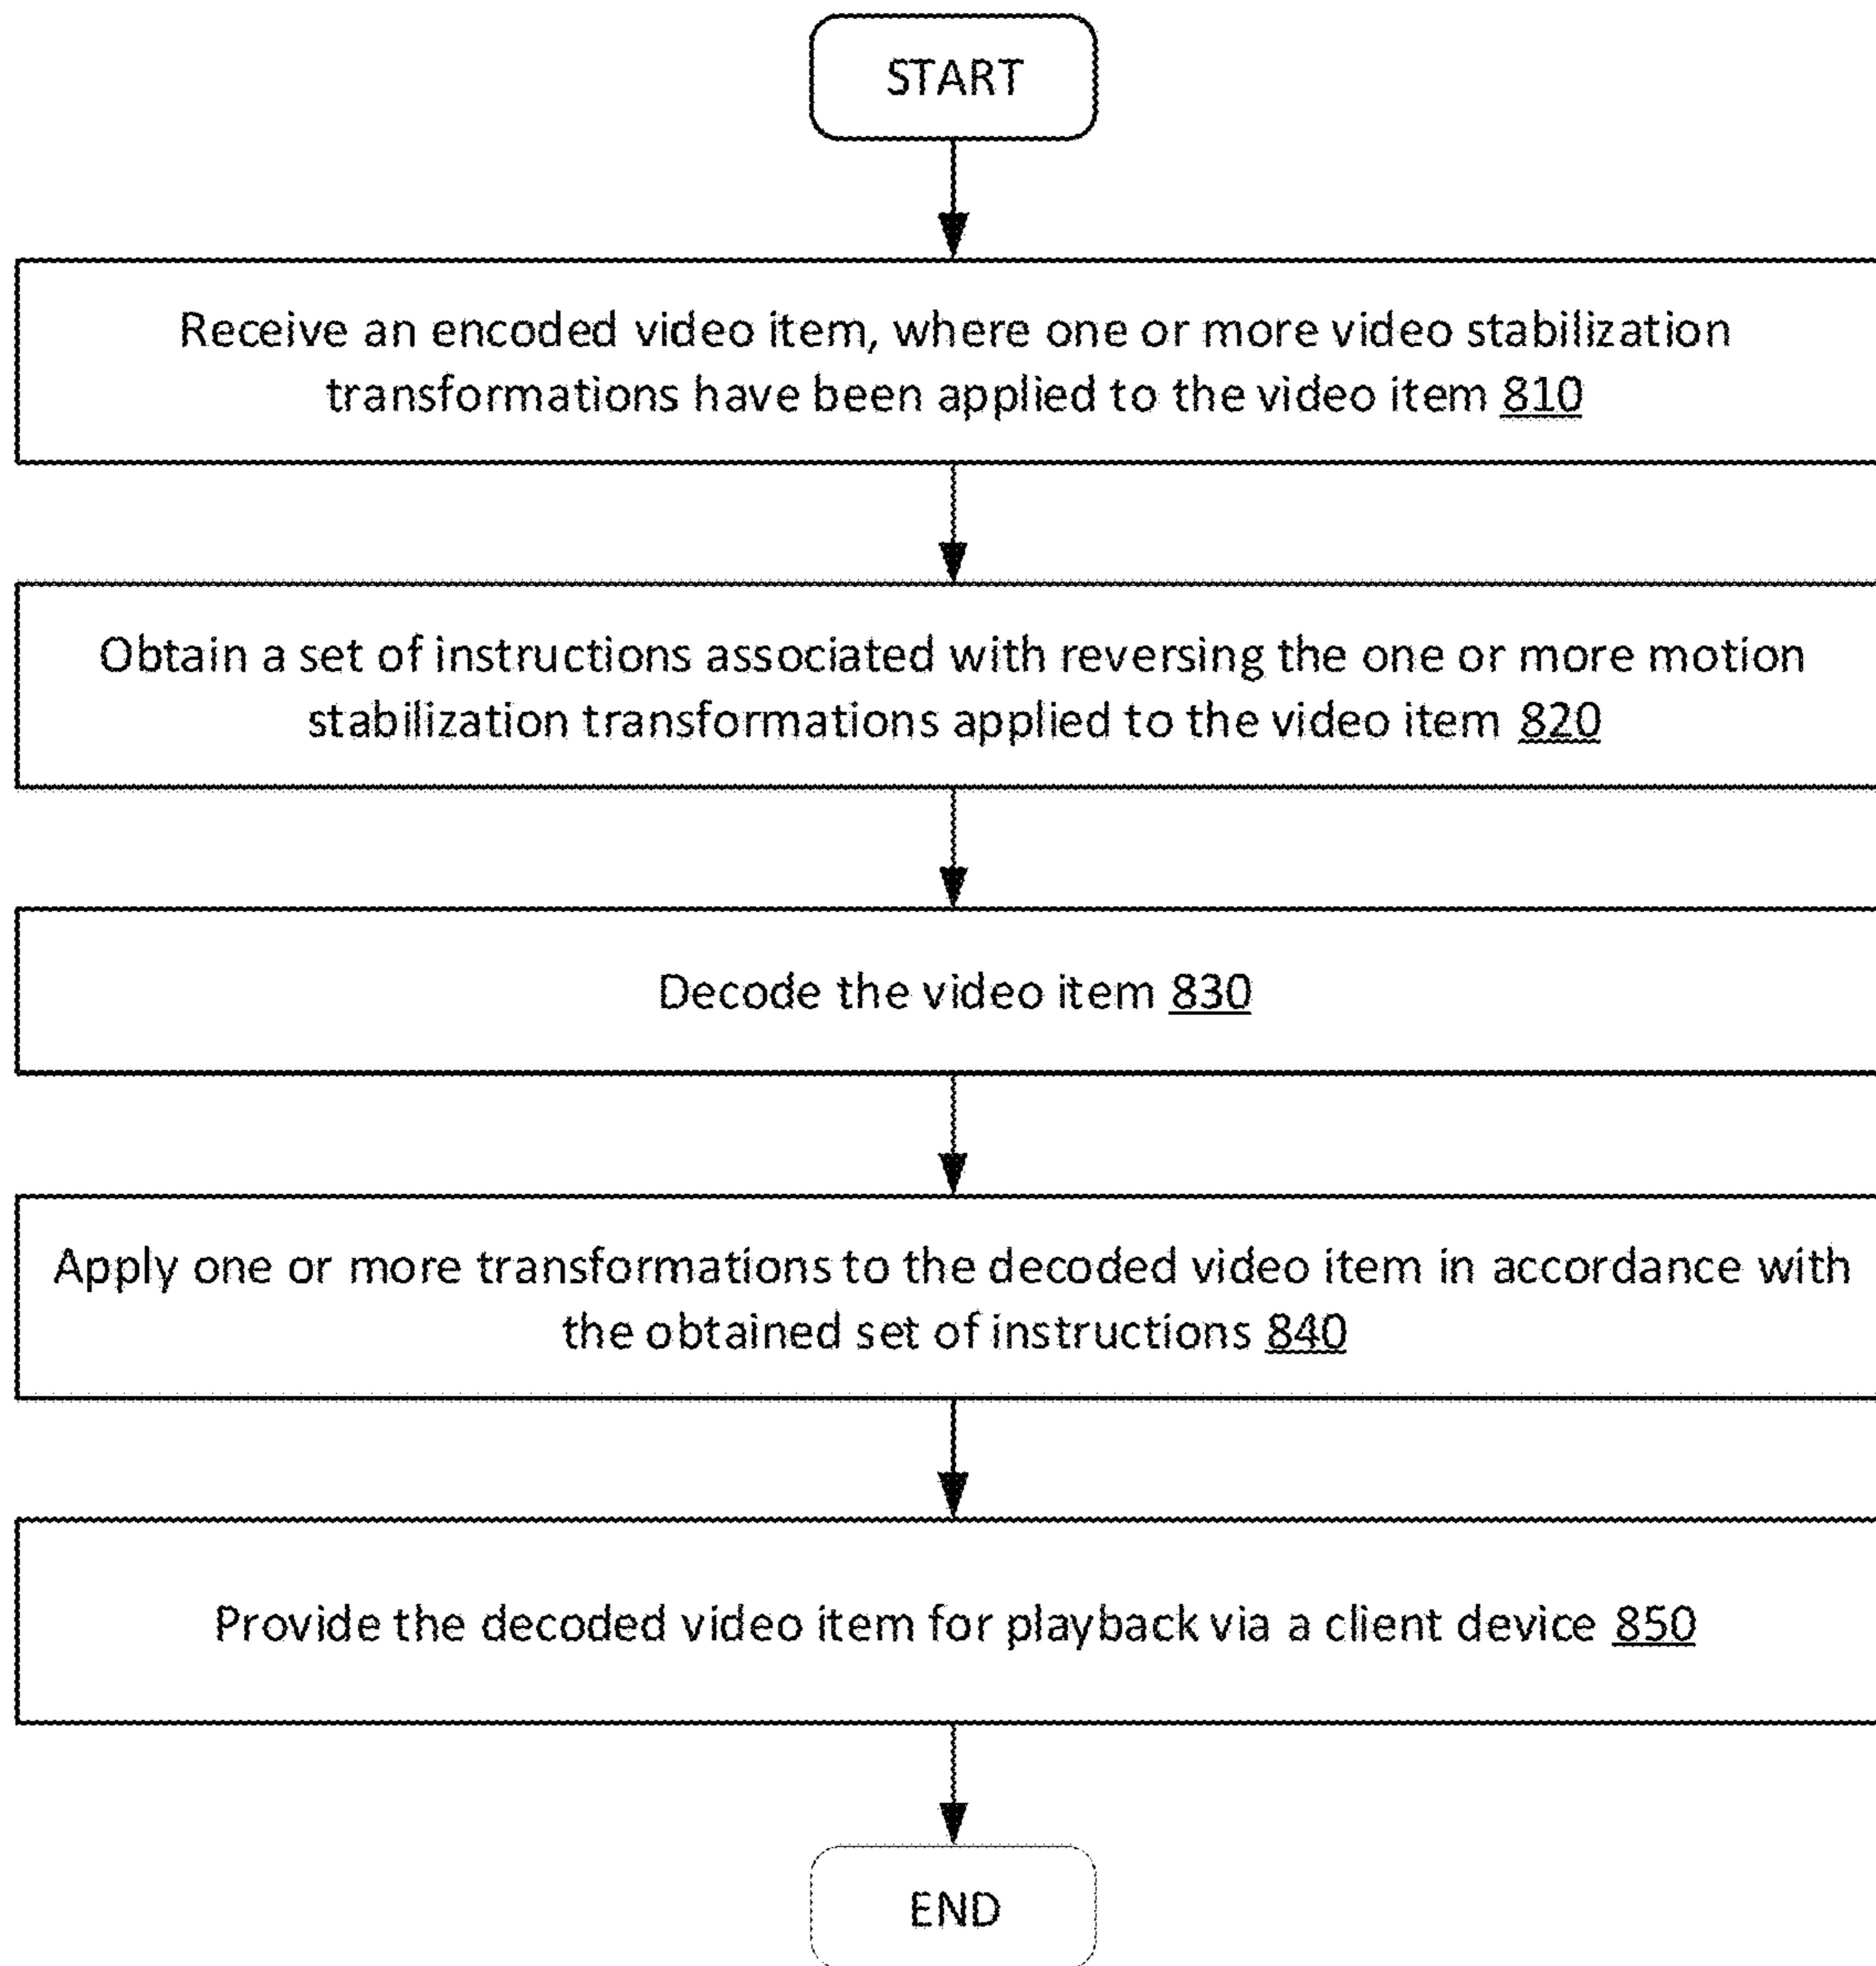 START
Receive an encoded video item, where one or more video stabilization
transformations have been applied to the video item 810
Obtain a set of instructions associated with reversing the one or more motion
stabilization transformations applied to the video item 820
Decode the video item 830
Apply one or more transformations to the decoded video item in accordance with
the obtained set of instructions 840
Provide the decoded video item for playback via a client device 850
END